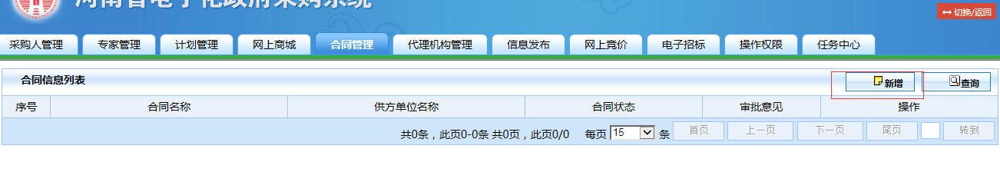 河南省电子化政府采购系统
切换/返回
采购人管理 专家管理 计划管理 网上商城 合同管理 代理机构管理 信息发布 网上竞价 电子招标 操作权限 任务中心
合同信息列表 新增 查询
序号 合同名称 供方单位名称 合同状态 审批意见 操作
共0条，此页0-0条 共0页，此页0/0 每页 15 条 首页 上一页 下一页 尾页 转到